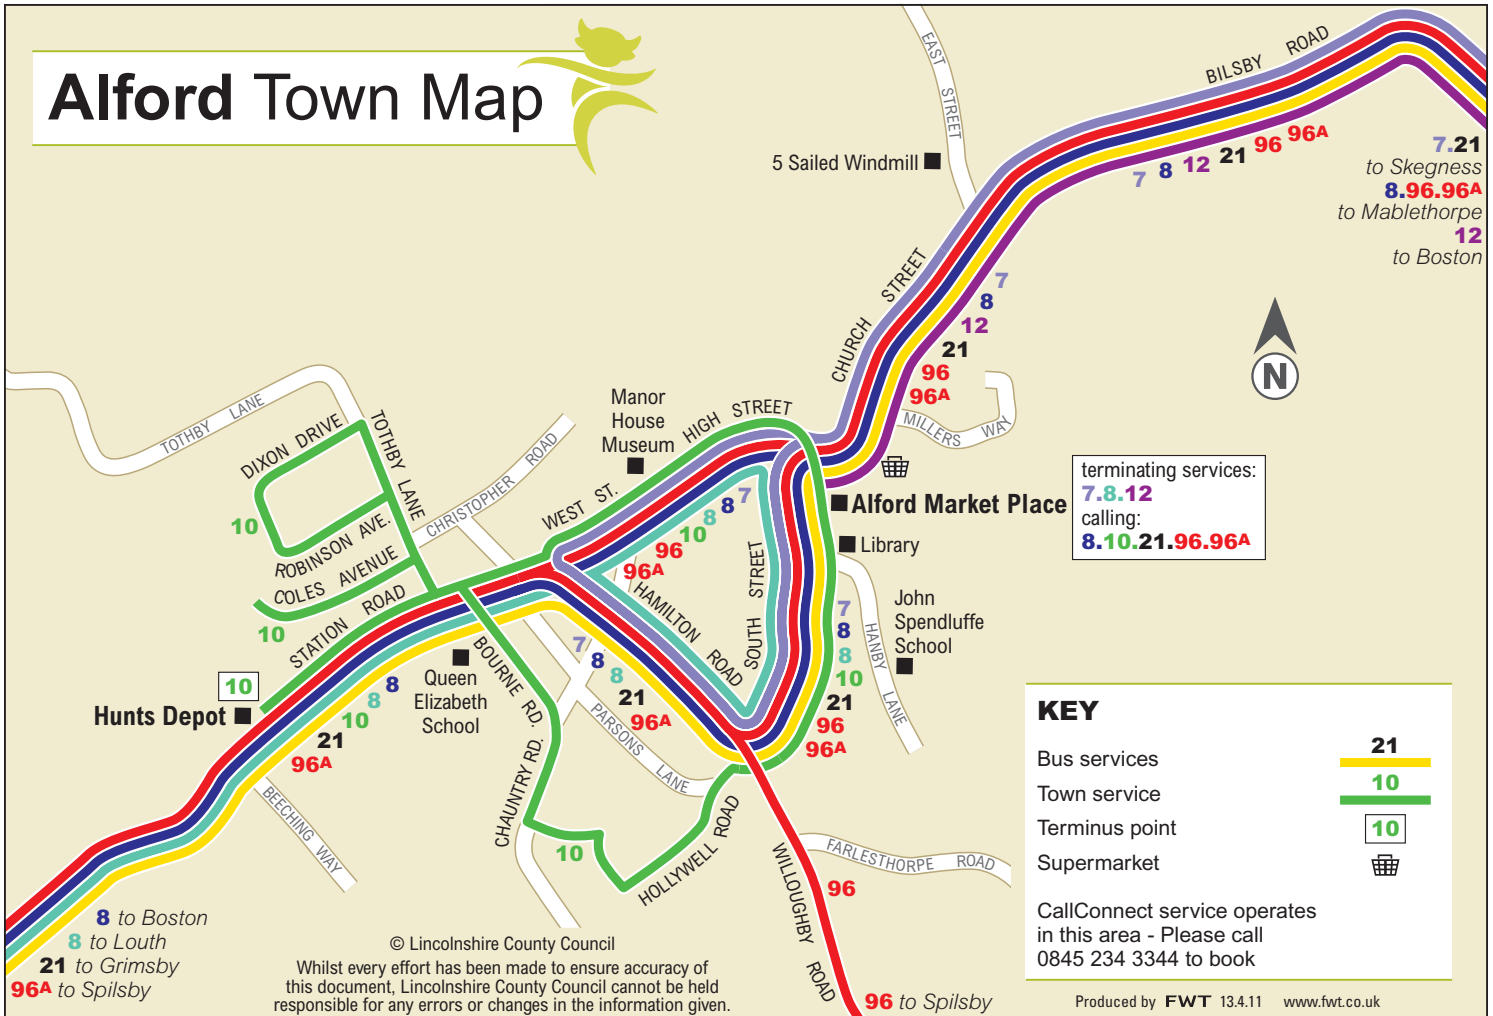 Alford Town Map
EAST STREET
BILSBY ROAD
5 Sailed Windmill
7 8 12 21 96 96A
7.21
to Skegness
8.96.96A
to Mablethorpe
12
to Boston
CHURCH STREET
7
8
12
21
96
96A
N
MILLERS WAY
TOTHBY LANE
DIXON DRIVE
TOTHBY LANE
10
ROBINSON AVE.
COLES AVENUE
10
STATION ROAD
CHRISTOPHER ROAD
Manor
House
Museum
HIGH STREET
WEST ST.
7
8
8
10
96
96A
Alford Market Place
terminating services:
7.8.12
calling:
8.10.21.96.96A
Library
HAMILTON ROAD
SOUTH STREET
John
Spendluffe
School
HANBY LANE
7
8
8
10
21
96
96A
10
Hunts Depot
8
8
10
21
96A
Queen
Elizabeth
School
BOURNE RD.
7
8
8
21
96A
PARSONS LANE
CHAUNTRY RD.
10
HOLLYWELL ROAD
BEECHING WAY
WILLOUGHBY ROAD
FARLESTHORPE ROAD
96
96 to Spilsby
8 to Boston
8 to Louth
21 to Grimsby
96A to Spilsby
© Lincolnshire County Council
Whilst every effort has been made to ensure accuracy of
this document, Lincolnshire County Council cannot be held
responsible for any errors or changes in the information given.
KEY
Bus services 21
Town service 10
Terminus point 10
Supermarket
CallConnect service operates
in this area - Please call
0845 234 3344 to book
Produced by FWT 13.4.11 www.fwt.co.uk